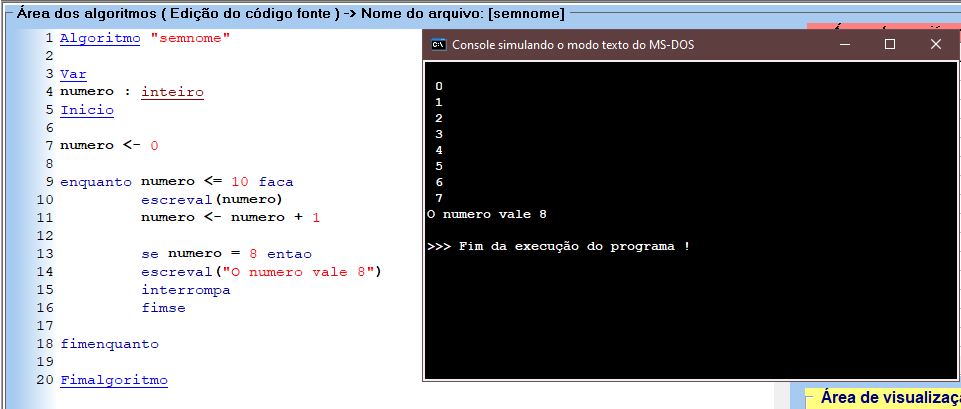 Área dos algoritmos ( Edição do código fonte ) -> Nome do arquivo: [semnome]
1 Algoritmo "semnome"
2
3 Var
4 numero : inteiro
5 Inicio
6
7 numero <- 0
8
9 enquanto numero <= 10 faca
10 escreval(numero)
11 numero <- numero + 1
12
13 se numero = 8 entao
14 escreval("O numero vale 8")
15 interrompa
16 fimse
17
18 fimenquanto
19
20 Fimalgoritmo
Console simulando o modo texto do MS-DOS
0
1
2
3
4
5
6
7
O numero vale 8
>>> Fim da execução do programa !
Área de visualizaç